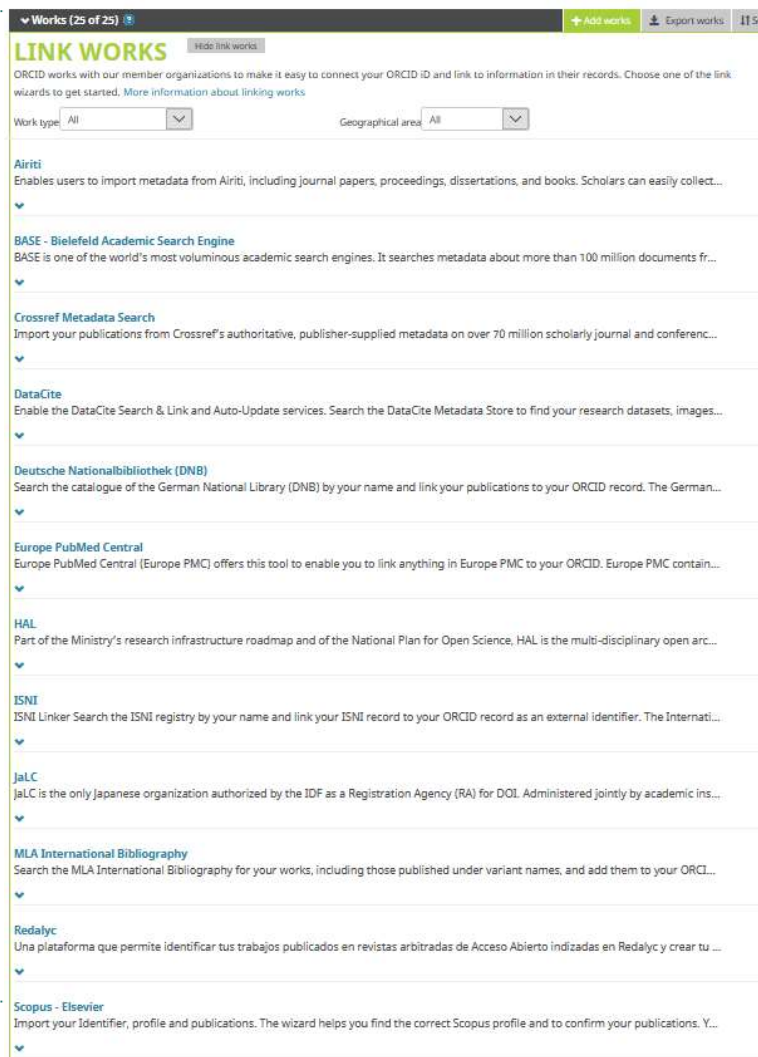 Works (25 of 25)
+ Add works
Export works
LINK WORKS
Hide link works
ORCID works with our member organizations to make it easy to connect your ORCID iD and link to information in their records. Choose one of the link
wizards to get started. More information about linking works
Work type All
Geographical area All
Airiti
Enables users to import metadata from Airiti, including journal papers, proceedings, dissertations, and books. Scholars can easily collect...
BASE - Bielefeld Academic Search Engine
BASE is one of the world's most voluminous academic search engines. It searches metadata about more than 100 million documents fr...
Crossref Metadata Search
Import your publications from Crossref's authoritative, publisher-supplied metadata on over 70 million scholarly journal and conferenc...
DataCite
Enable the DataCite Search & Link and Auto-Update services. Search the DataCite Metadata Store to find your research datasets, images...
Deutsche Nationalbibliothek (DNB)
Search the catalogue of the German National Library (DNB) by your name and link your publications to your ORCID record. The German...
Europe PubMed Central
Europe PubMed Central (Europe PMC) offers this tool to enable you to link anything in Europe PMC to your ORCID. Europe PMC contain...
HAL
Part of the Ministry's research infrastructure roadmap and of the National Plan for Open Science, HAL is the multi-disciplinary open arc...
ISNI
ISNI Linker Search the ISNI registry by your name and link your ISNI record to your ORCID record as an external identifier. The Internati...
JaLC
JaLC is the only Japanese organization authorized by the IDF as a Registration Agency (RA) for DOI. Administered jointly by academic ins...
MLA International Bibliography
Search the MLA International Bibliography for your works, including those published under variant names, and add them to your ORCI...
Redalyc
Una plataforma que permite identificar tus trabajos publicados en revistas arbitradas de Acceso Abierto indizadas en Redalyc y crear tu ...
Scopus - Elsevier
Import your Identifier, profile and publications. The wizard helps you find the correct Scopus profile and to confirm your publications. Y...